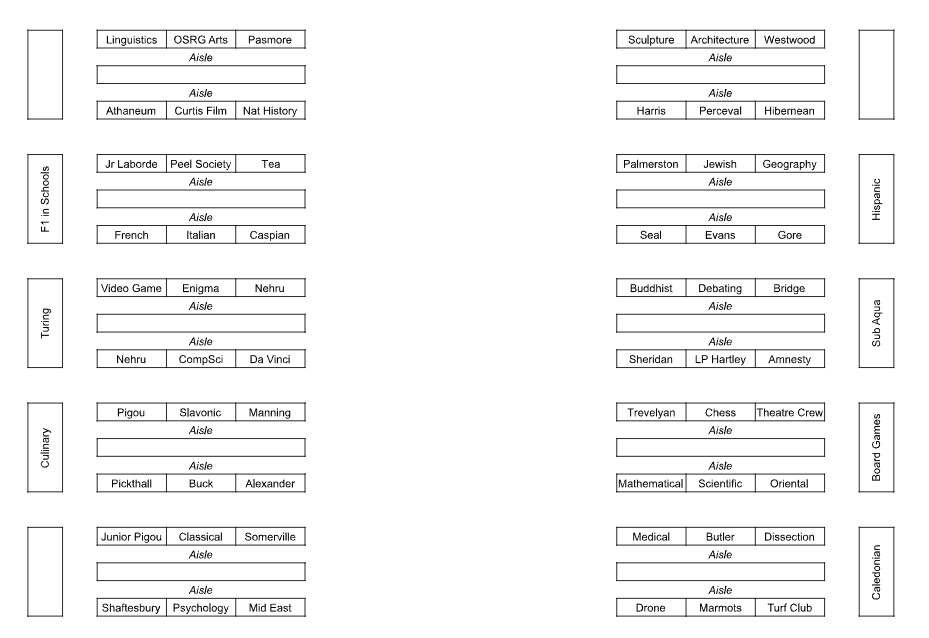 Linguistics OSRG Arts Pasmore
Aisle
Aisle
Athaneum Curtis Film Nat History
Sculpture Architecture Westwood
Aisle
Aisle
Harris Perceval Hibernean
F1 in Schools
Jr Laborde Peel Society Tea
Aisle
Aisle
French Italian Caspian
Palmerston Jewish Geography
Aisle
Aisle
Seal Evans Gore
Hispanic
Turing
Video Game Enigma Nehru
Aisle
Aisle
Nehru CompSci Da Vinci
Buddhist Debating Bridge
Aisle
Aisle
Sheridan LP Hartley Amnesty
Sub Aqua
Culinary
Pigou Slavonic Manning
Aisle
Aisle
Pickthall Buck Alexander
Trevelyan Chess Theatre Crew
Aisle
Aisle
Mathematical Scientific Oriental
Board Games
Junior Pigou Classical Somerville
Aisle
Aisle
Shaftesbury Psychology Mid East
Medical Butler Dissection
Aisle
Aisle
Drone Marmots Turf Club
Caledonian